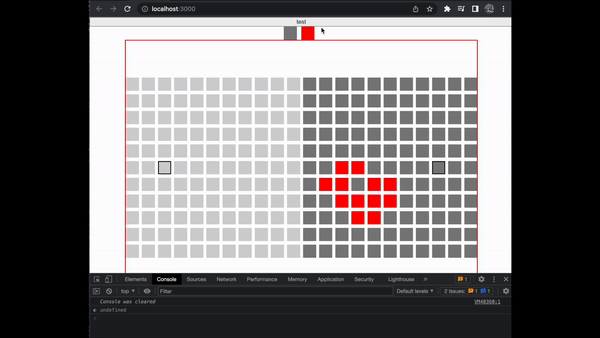 localhost:3000
test
Elements Console Sources Network Performance Memory Application Security Lighthouse » 1
top Filter Default levels 2 Issues: 1 1
Console was cleared VM48308:1
undefined